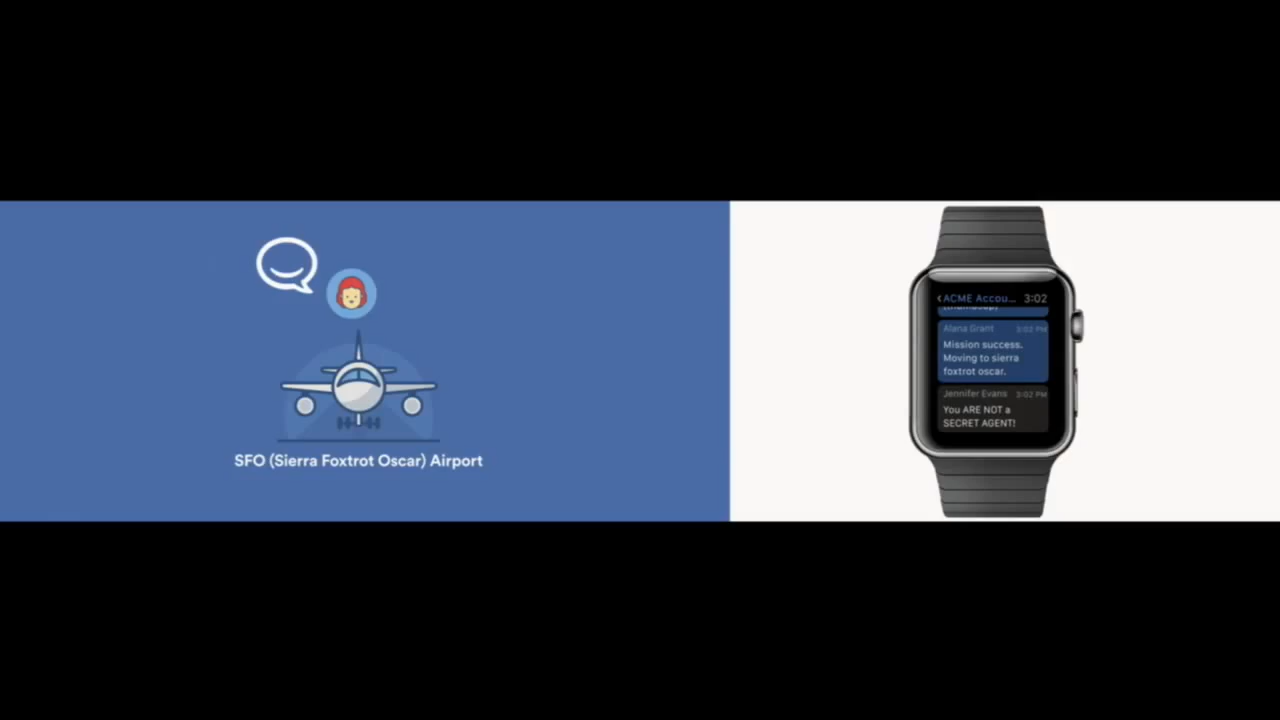 SFO (Sierra Foxtrot Oscar) Airport
‹ACME Accou... 3:02
Alana Grant 3:02 PM
Mission success.
Moving to sierra
foxtrot oscar.
Jennifer Evans 3:02 PM
You ARE NOT a
SECRET AGENT!